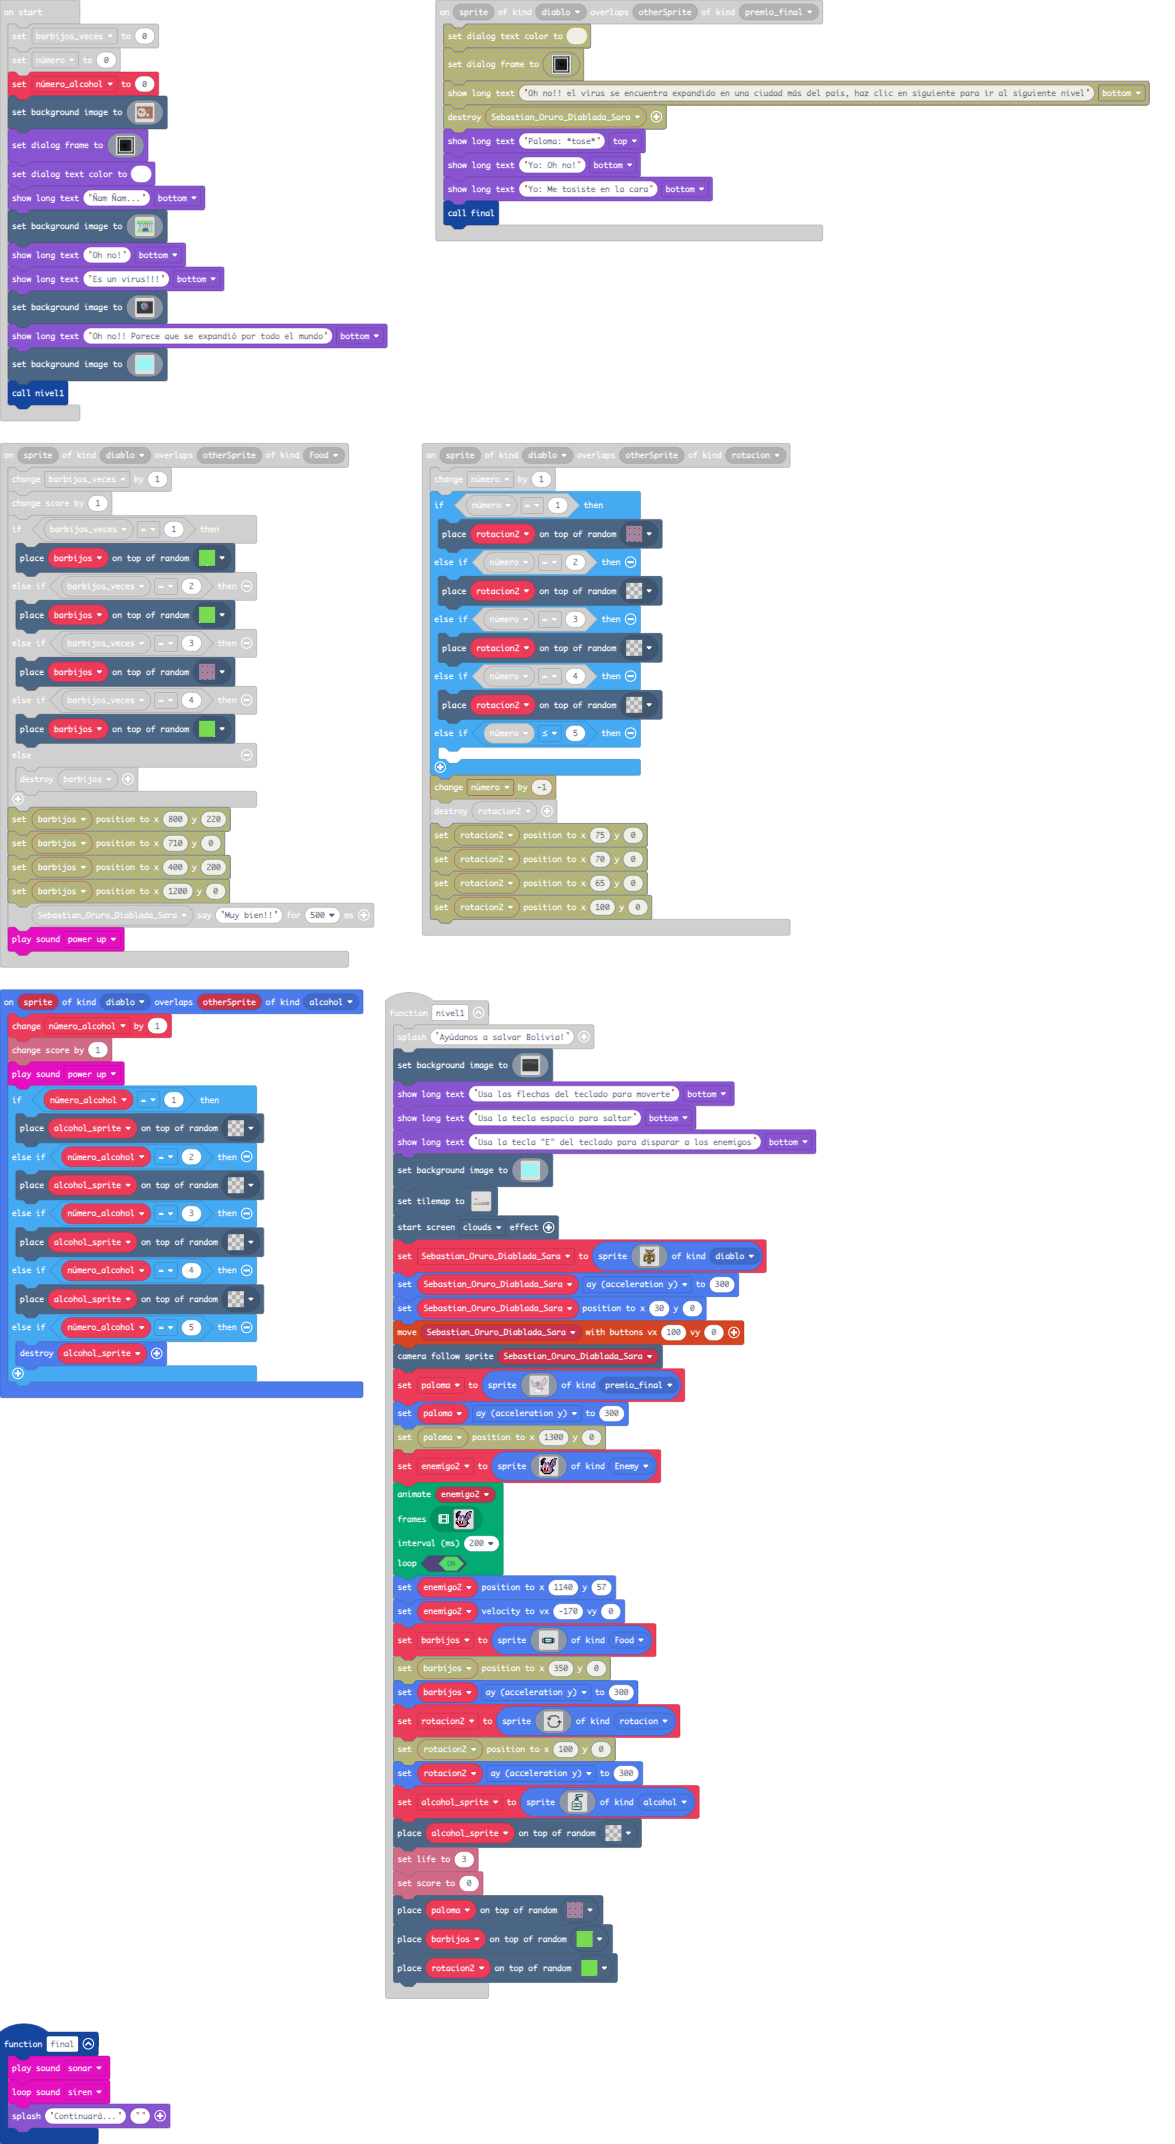 on start
set barbijos_veces to 0
set número to 0
set número_alcohol to 0
set background image to
set dialog frame to
set dialog text color to
show long text "Ñam Ñam..." bottom
set background image to
show long text "Oh no!" bottom
show long text "Es un virus!!!" bottom
set background image to
show long text "Oh no!! Parece que se expandió por todo el mundo" bottom
set background image to
call nivel1
on sprite of kind diablo overlaps otherSprite of kind premio_final
set dialog text color to
set dialog frame to
show long text "Oh no!! el virus se encuentra expandido en una ciudad más del país, haz clic en siguiente para ir al siguiente nivel" bottom
destroy Sebastian_Oruro_Diablada_Sara
show long text "Paloma: *tose*" top
show long text "Yo: Oh no!" bottom
show long text "Yo: Me tosiste en la cara" bottom
call final
on sprite of kind diablo overlaps otherSprite of kind Food
change barbijos_veces by 1
change score by 1
if barbijos_veces = 1 then
place barbijos on top of random
else if barbijos_veces = 2 then
place barbijos on top of random
else if barbijos_veces = 3 then
place barbijos on top of random
else if barbijos_veces = 4 then
place barbijos on top of random
else
destroy barbijos
set barbijos position to x 800 y 220
set barbijos position to x 710 y 0
set barbijos position to x 400 y 200
set barbijos position to x 1200 y 0
Sebastian_Oruro_Diablada_Sara say "Muy bien!!" for 500 ms
play sound power up
on sprite of kind diablo overlaps otherSprite of kind rotacion
change número by 1
if número = 1 then
place rotacion2 on top of random
else if número = 2 then
place rotacion2 on top of random
else if número = 3 then
place rotacion2 on top of random
else if número = 4 then
place rotacion2 on top of random
else if número ≤ 5 then
change número by -1
destroy rotacion2
set rotacion2 position to x 75 y 0
set rotacion2 position to x 70 y 0
set rotacion2 position to x 65 y 0
set rotacion2 position to x 100 y 0
on sprite of kind diablo overlaps otherSprite of kind alcohol
change número_alcohol by 1
change score by 1
play sound power up
if número_alcohol = 1 then
place alcohol_sprite on top of random
else if número_alcohol = 2 then
place alcohol_sprite on top of random
else if número_alcohol = 3 then
place alcohol_sprite on top of random
else if número_alcohol = 4 then
place alcohol_sprite on top of random
else if número_alcohol = 5 then
destroy alcohol_sprite
function nivel1
splash "Ayúdanos a salvar Bolivia!"
set background image to
show long text "Usa las flechas del teclado para moverte" bottom
show long text "Usa la tecla espacio para saltar" bottom
show long text "Usa la tecla "E" del teclado para disparar a los enemigos" bottom
set background image to
set tilemap to
start screen clouds effect
set Sebastian_Oruro_Diablada_Sara to sprite of kind diablo
set Sebastian_Oruro_Diablada_Sara ay (acceleration y) to 300
set Sebastian_Oruro_Diablada_Sara position to x 30 y 0
move Sebastian_Oruro_Diablada_Sara with buttons vx 100 vy 0
camera follow sprite Sebastian_Oruro_Diablada_Sara
set paloma to sprite of kind premio_final
set paloma ay (acceleration y) to 300
set paloma position to x 1300 y 0
set enemigo2 to sprite of kind Enemy
animate enemigo2
frames
interval (ms) 200
loop ON
set enemigo2 position to x 1140 y 57
set enemigo2 velocity to vx -170 vy 0
set barbijos to sprite of kind Food
set barbijos position to x 350 y 0
set barbijos ay (acceleration y) to 300
set rotacion2 to sprite of kind rotacion
set rotacion2 position to x 100 y 0
set rotacion2 ay (acceleration y) to 300
set alcohol_sprite to sprite of kind alcohol
place alcohol_sprite on top of random
set life to 3
set score to 0
place paloma on top of random
place barbijos on top of random
place rotacion2 on top of random
function final
play sound sonar
loop sound siren
splash "Continuará..." ""